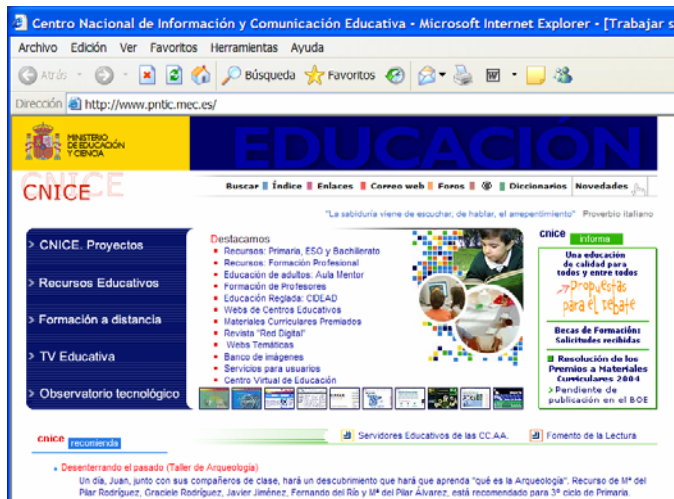 Centro Nacional de Información y Comunicación Educativa - Microsoft Internet Explorer - [Trabajar s
Archivo Edición Ver Favoritos Herramientas Ayuda
Atrás Búsqueda Favoritos
Dirección http://www.pntic.mec.es/
MINISTERIO
DE EDUCACIÓN
Y CIENCIA
EDUCACIÓN
CNICE
Buscar Índice Enlaces Correo web Foros @ Diccionarios Novedades
"La sabiduría viene de escuchar, de hablar, el arrepentimiento" Proverbio italiano
> CNICE. Proyectos
> Recursos Educativos
> Formación a distancia
> TV Educativa
> Observatorio tecnológico
Destacamos
Recursos: Primaria, ESO y Bachillerato
Recursos: Formación Profesional
Educación de adultos: Aula Mentor
Formación de Profesores
Educación Reglada: CIDEAD
Webs de Centros Educativos
Materiales Curriculares Premiados
Revista "Red Digital"
Webs Temáticas
Banco de imágenes
Servicios para usuarios
Centro Virtual de Educación
cnice informa
Una educación
de calidad para
todos y entre todos
Propuestas
para el debate
Becas de Formación:
Solicitudes recibidas
Resolución de los
Premios a Materiales
Curriculares 2004
> Pendiente de
publicación en el BOE
cnice recomienda
Servidores Educativos de las CC.AA. Fomento de la Lectura
Desenterrando el pasado (Taller de Arqueología)
Un día, Juan, junto con sus compañeros de clase, hará un descubrimiento que hará que aprenda "qué es la Arqueología). Recurso de Mª del
Pilar Rodríguez, Graciele Rodríguez, Javier Jiménez, Fernando del Río y Mª del Pilar Álvarez, está recomendado para 3º ciclo de Primaria.